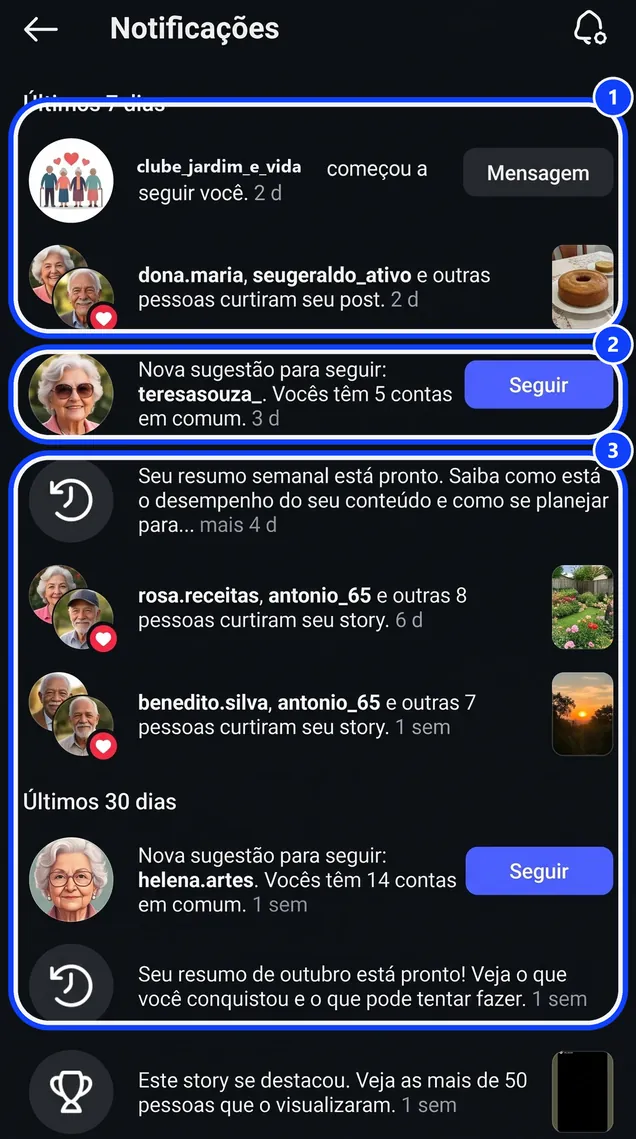 Notificações
Últimos 7 dias
1
clube_jardim_e_vida começou a
seguir você. 2 d
Mensagem
dona.maria, seugeraldo_ativo e outras
pessoas curtiram seu post. 2 d
2
Nova sugestão para seguir:
teresasouza_. Vocês têm 5 contas
em comum. 3 d
Seguir
3
Seu resumo semanal está pronto. Saiba como está
o desempenho do seu conteúdo e como se planejar
para... mais 4 d
rosa.receitas, antonio_65 e outras 8
pessoas curtiram seu story. 6 d
benedito.silva, antonio_65 e outras 7
pessoas curtiram seu story. 1 sem
Últimos 30 dias
Nova sugestão para seguir:
helena.artes. Vocês têm 14 contas
em comum. 1 sem
Seguir
Seu resumo de outubro está pronto! Veja o que
você conquistou e o que pode tentar fazer. 1 sem
Este story se destacou. Veja as mais de 50
pessoas que o visualizaram. 1 sem